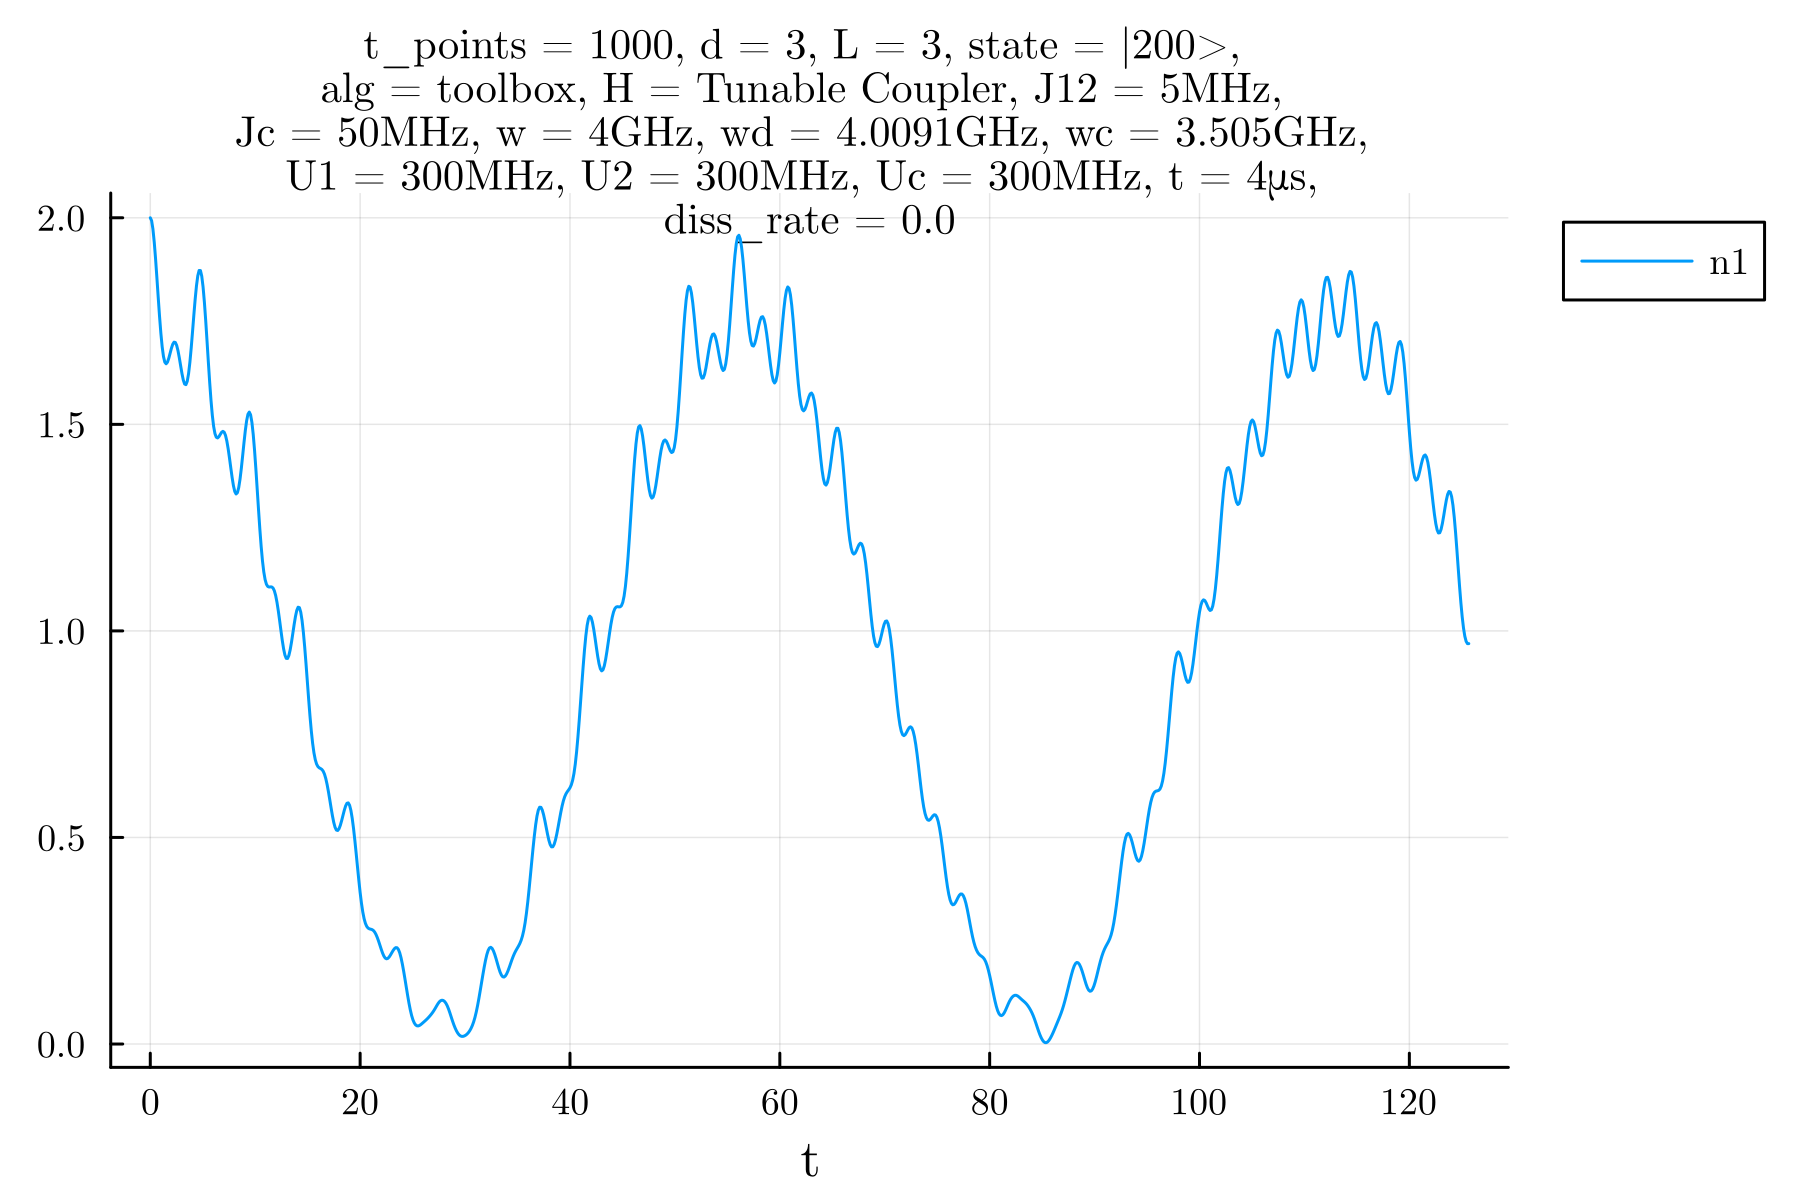 t_points = 1000, d = 3, L = 3, state = |200>,
alg = toolbox, H = Tunable Coupler, J12 = 5MHz,
Jc = 50MHz, w = 4GHz, wd = 4.0091GHz, wc = 3.505GHz,
U1 = 300MHz, U2 = 300MHz, Uc = 300MHz, t = 4μs,
diss_rate = 0.0
2.0
1.5
1.0
0.5
0.0
n1
0 20 40 60 80 100 120
t